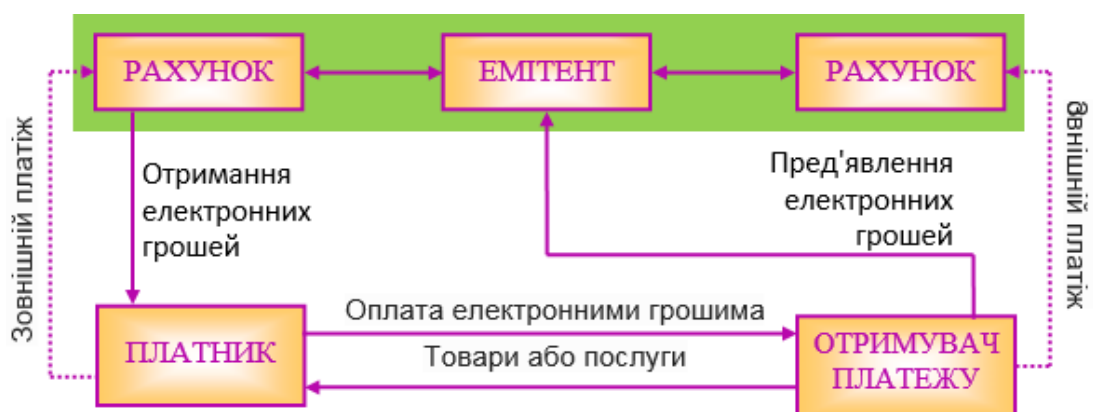 РАХУНОК
ЕМІТЕНТ
РАХУНОК
Зовнішній платіж
Отримання
електронних
грошей
Пред'явлення
електронних
грошей
внішній платіж
Оплата електронними грошима
Товари або послуги
ПЛАТНИК
ОТРИМУВАЧ
ПЛАТЕЖУ